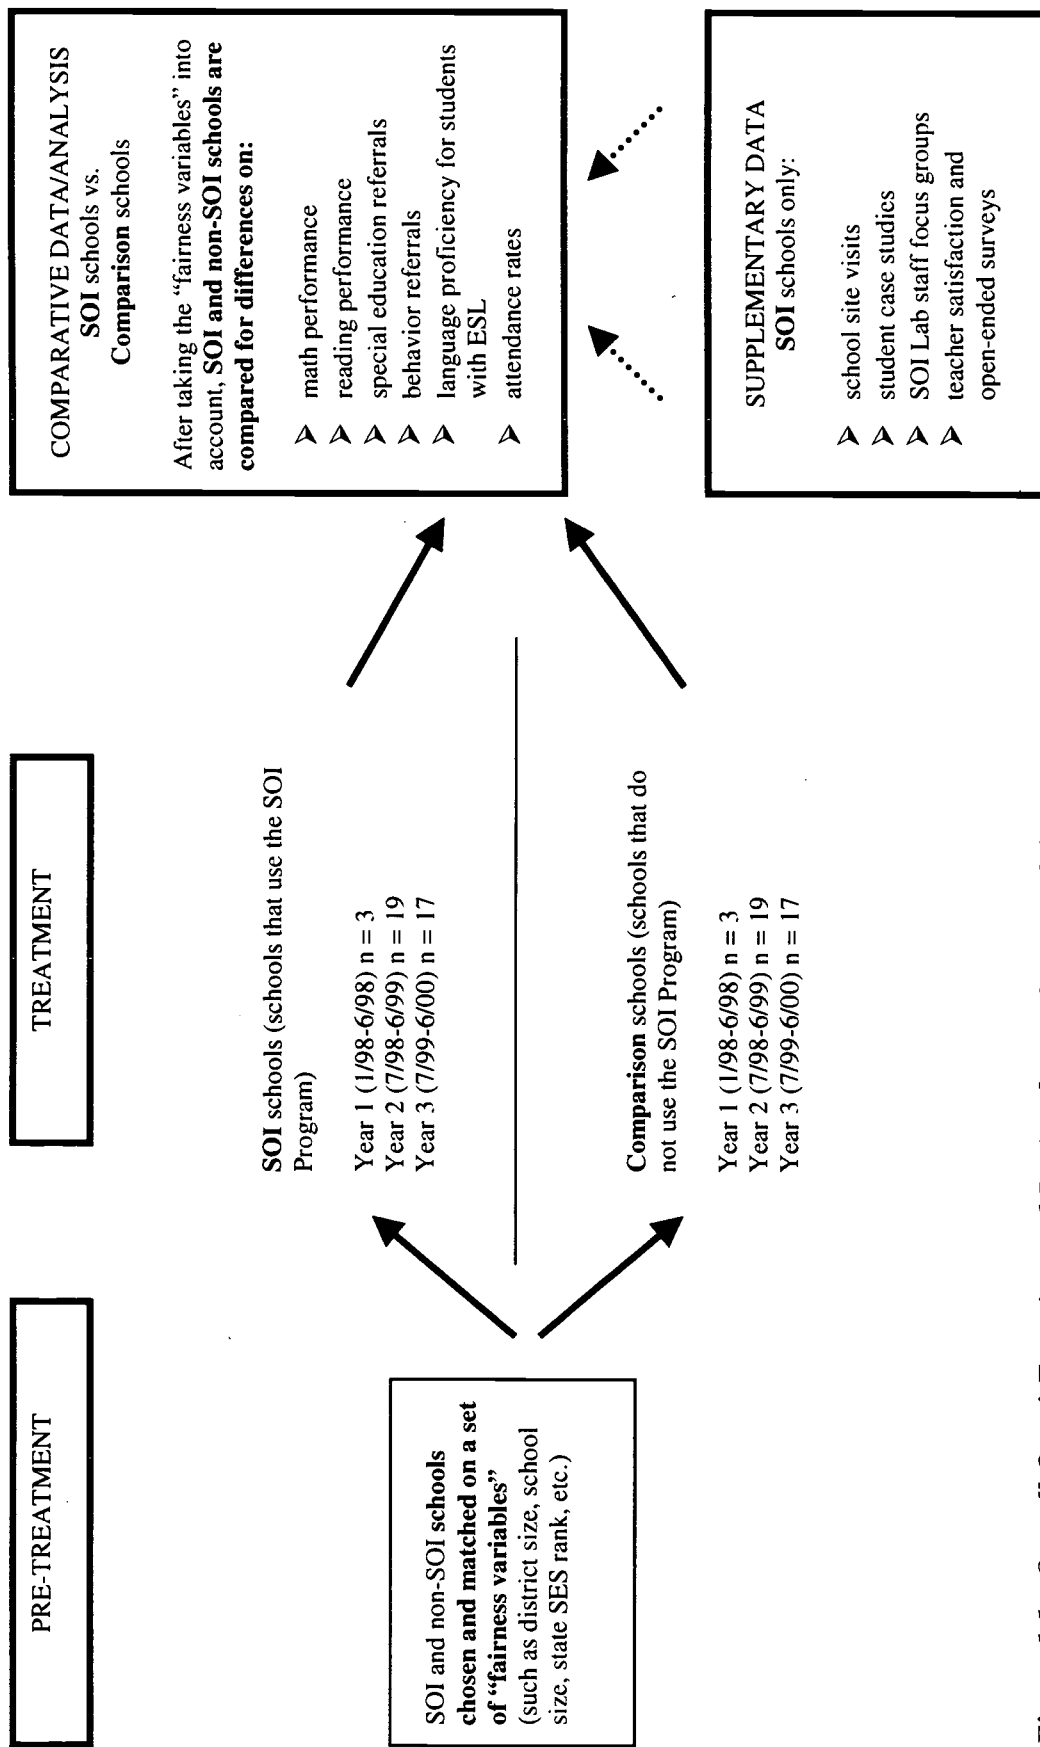 PRE-TREATMENT
SOI and non-SOI schools
chosen and matched on a set
of “fairness variables”
(such as district size, school
size, state SES rank, etc.)
TREATMENT
SOI schools (schools that use the SOI
Program)
Year 1 (1/98-6/98) n = 3
Year 2 (7/98-6/99) n = 19
Year 3 (7/99-6/00) n = 17
Comparison schools (schools that do
not use the SOI Program)
Year 1 (1/98-6/98) n = 3
Year 2 (7/98-6/99) n = 19
Year 3 (7/99-6/00) n = 17
COMPARATIVE DATA/ANALYSIS
SOI schools vs.
Comparison schools
After taking the “fairness variables” into
account, SOI and non-SOI schools are
compared for differences on:
➢ math performance
➢ reading performance
➢ special education referrals
➢ behavior referrals
➢ language proficiency for students
with ESL
➢ attendance rates
SUPPLEMENTARY DATA
SOI schools only:
➢ school site visits
➢ student case studies
➢ SOI Lab staff focus groups
➢ teacher satisfaction and
open-ended surveys